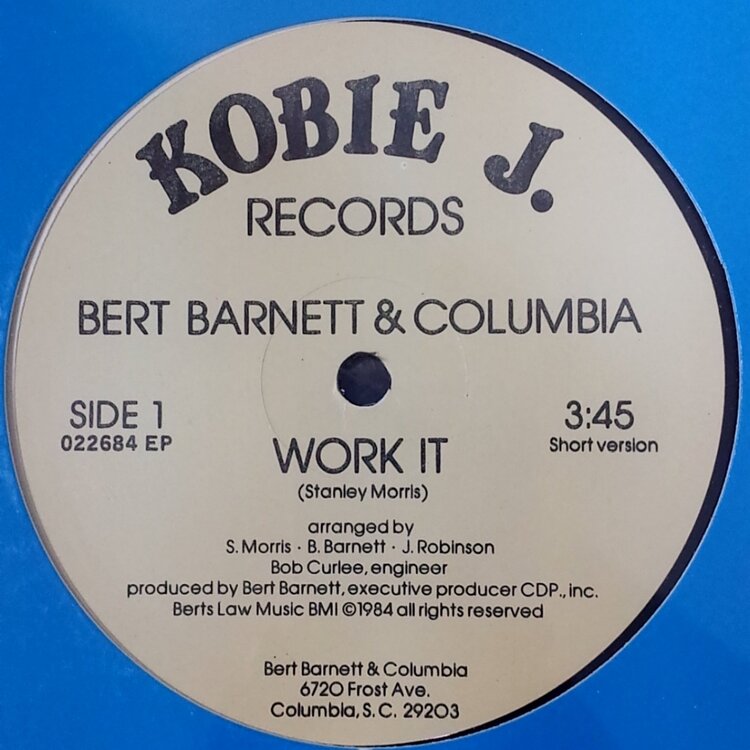 KOBIE J.
RECORDS
BERT BARNETT & COLUMBIA
SIDE 1
022684 EP
3:45
Short version
WORK IT
(Stanley Morris)
arranged by
S. Morris · B. Barnett · J. Robinson
Bob Curlee, engineer
produced by Bert Barnett, executive producer CDP., inc.
Berts Law Music BMI ©1984 all rights reserved
Bert Barnett & Columbia
6720 Frost Ave.
Columbia, S. C. 29203